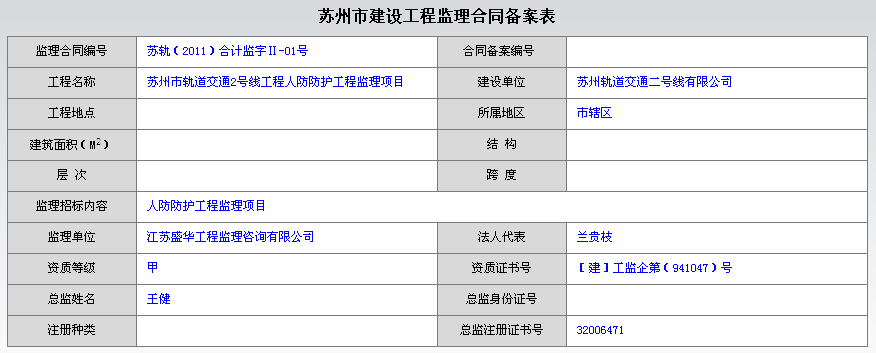 苏州市建设工程监理合同备案表
监理合同编号 苏轨(2011)合计监字Ⅱ-01号 合同备案编号
工程名称 苏州市轨道交通2号线工程人防防护工程监理项目 建设单位 苏州轨道交通二号线有限公司
工程地点 所属地区 市辖区
建筑面积(M2) 结 构
层 次 跨 度
监理招标内容 人防防护工程监理项目
监理单位 江苏盛华工程监理咨询有限公司 法人代表 兰贵枝
资质等级 甲 资质证书号 [建]工监企第(941047)号
总监姓名 王健 总监身份证号
注册种类 总监注册证书号 32006471